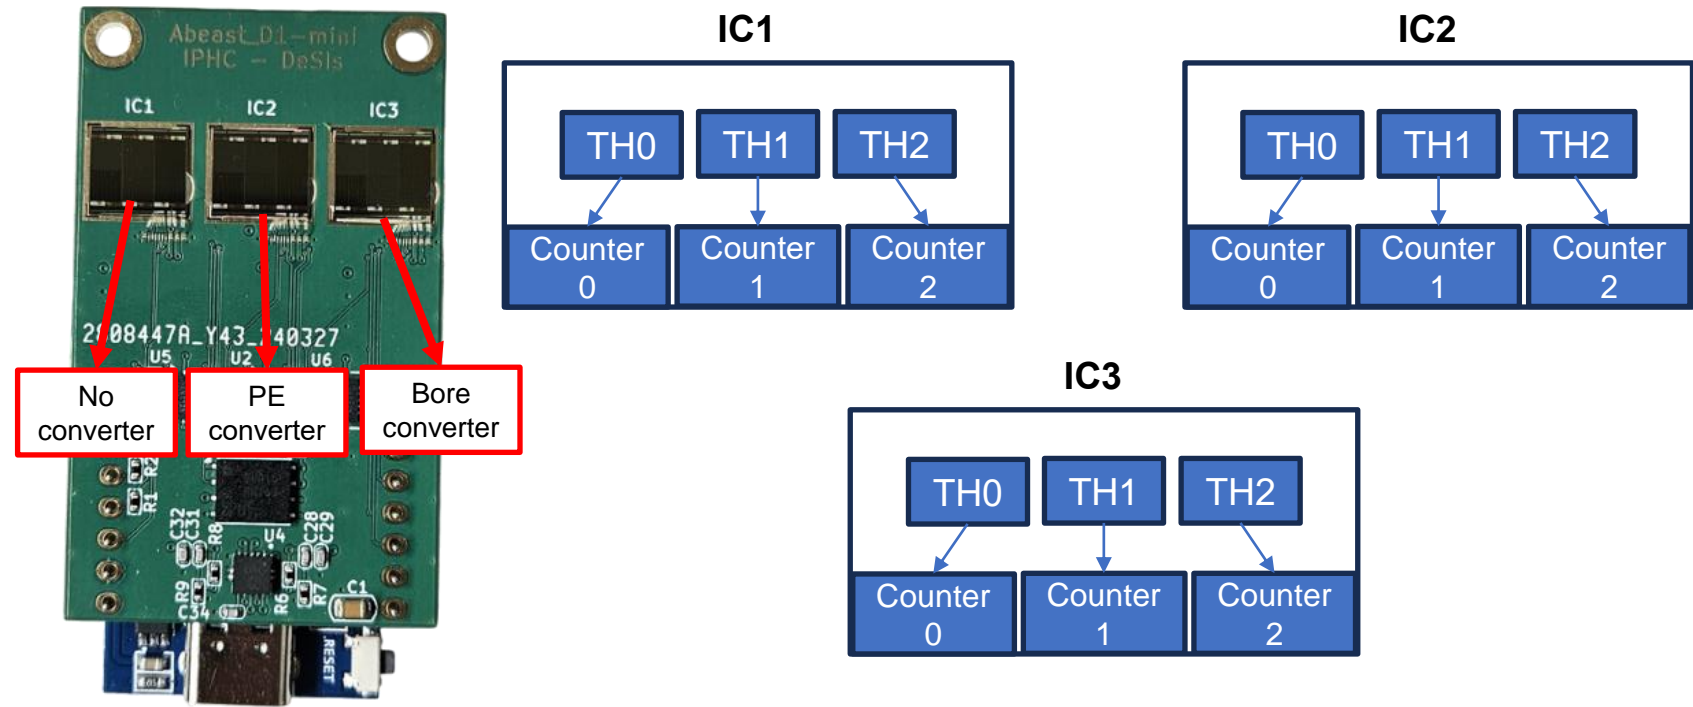 Abeast_D1-mini
IPHC - DeSIs
IC1
IC2
IC3
2808447A_Y43_240327
U5
U2
U6
No
converter
PE
converter
Bore
converter
R2
R1
C32
C31
R8
U4
C28
C29
R9
C34
R6
R7
C1
RESET
IC1
TH0
TH1
TH2
Counter
0
Counter
1
Counter
2
IC2
TH0
TH1
TH2
Counter
0
Counter
1
Counter
2
IC3
TH0
TH1
TH2
Counter
0
Counter
1
Counter
2